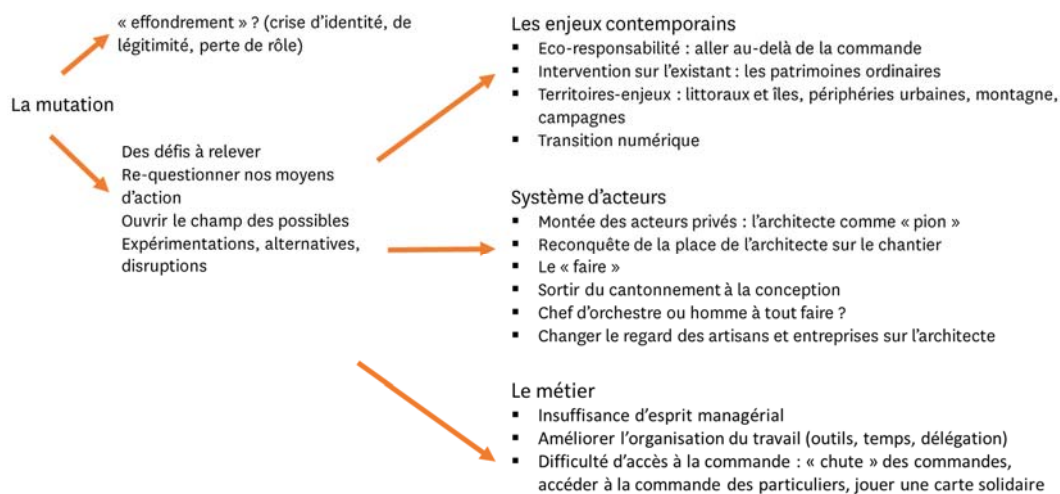 « effondrement » ? (crise d'identité, de
légitimité, perte de rôle)
La mutation
Des défis à relever
Re-questionner nos moyens
d'action
Ouvrir le champ des possibles
Expérimentations, alternatives,
disruptions
Les enjeux contemporains
▪ Eco-responsabilité : aller au-delà de la commande
▪ Intervention sur l'existant : les patrimoines ordinaires
▪ Territoires-enjeux : littoraux et îles, périphéries urbaines, montagne,
campagnes
▪ Transition numérique
Système d'acteurs
▪ Montée des acteurs privés : l'architecte comme « pion »
▪ Reconquête de la place de l'architecte sur le chantier
▪ Le « faire »
▪ Sortir du cantonnement à la conception
▪ Chef d'orchestre ou homme à tout faire ?
▪ Changer le regard des artisans et entreprises sur l'architecte
Le métier
▪ Insuffisance d'esprit managérial
▪ Améliorer l'organisation du travail (outils, temps, délégation)
▪ Difficulté d'accès à la commande : « chute » des commandes,
accéder à la commande des particuliers, jouer une carte solidaire